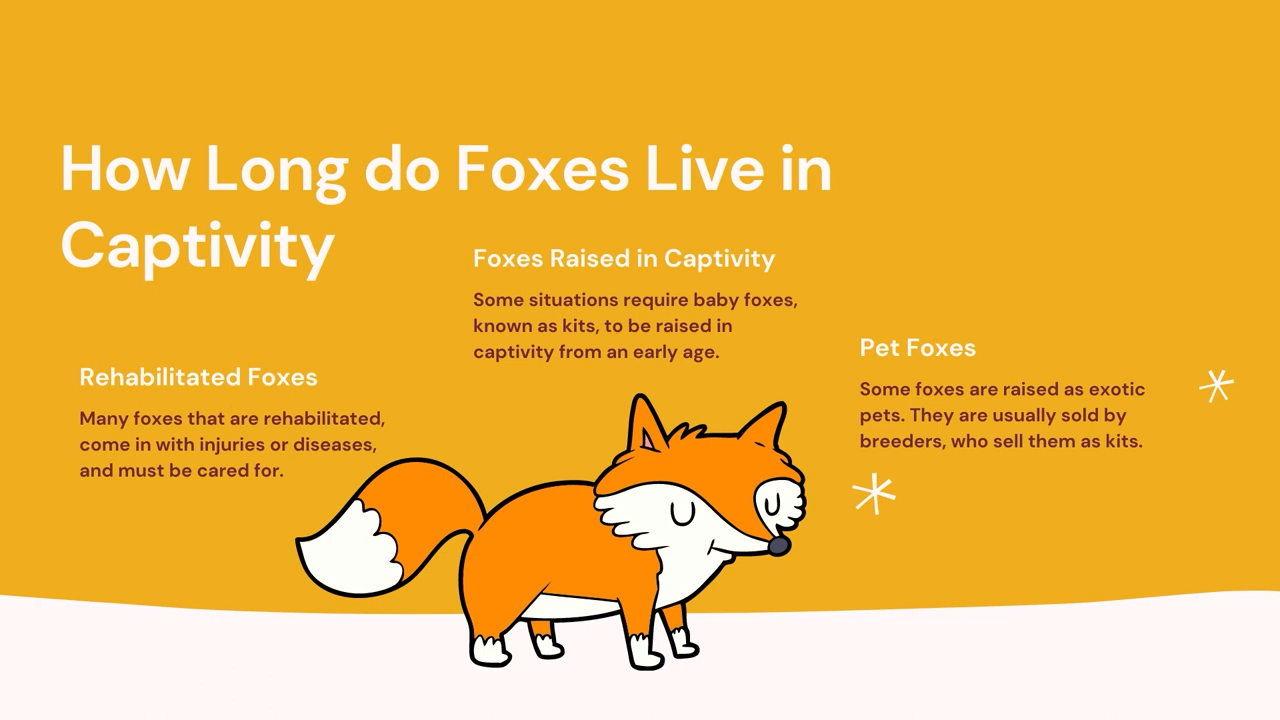 How Long do Foxes Live in
Captivity
Rehabilitated Foxes
Many foxes that are rehabilitated,
come in with injuries or diseases,
and must be cared for.
Foxes Raised in Captivity
Some situations require baby foxes,
known as kits, to be raised in
captivity from an early age.
Pet Foxes
Some foxes are raised as exotic
pets. They are usually sold by
breeders, who sell them as kits.